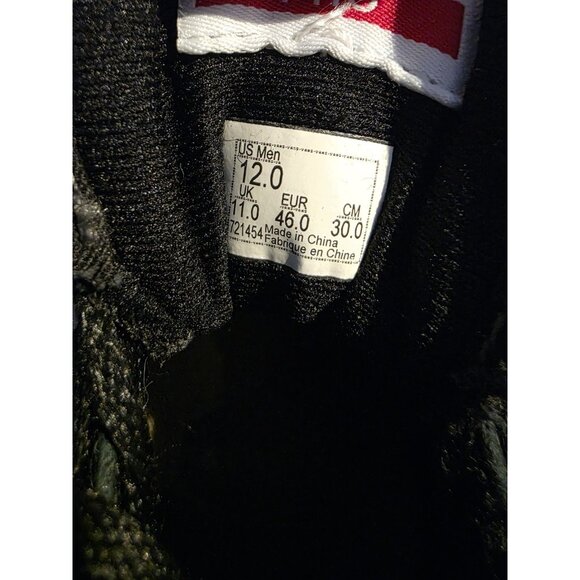 US Men
12.0
UK EUR CM
11.0 46.0 30.0
721454 Made in China
Fabrique en Chine